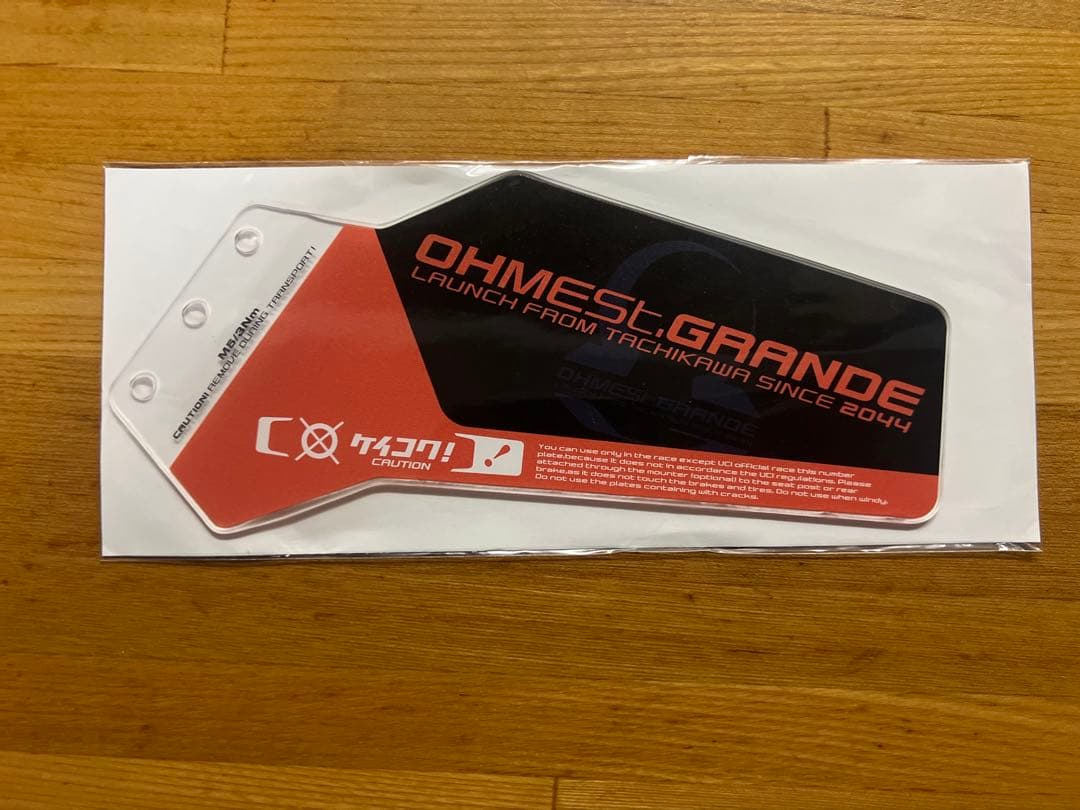 OHMESt.GRANDE
LAUNCH FROM TACHIKAWA SINCE 2044
M5/3Nm
CAUTION! REMOVE DURING TRANSPORT!
ケイコク!
CAUTION
You can use only in the race except UCI official race this number
plate,because it does not in accordance the UCI regulations. Please
attached through the mounter (optional) to the seat post or rear
brake,as it does not touch the brakes and tires. Do not use when windy.
Do not use the plates containing with cracks.
OHMESt.GRANDE